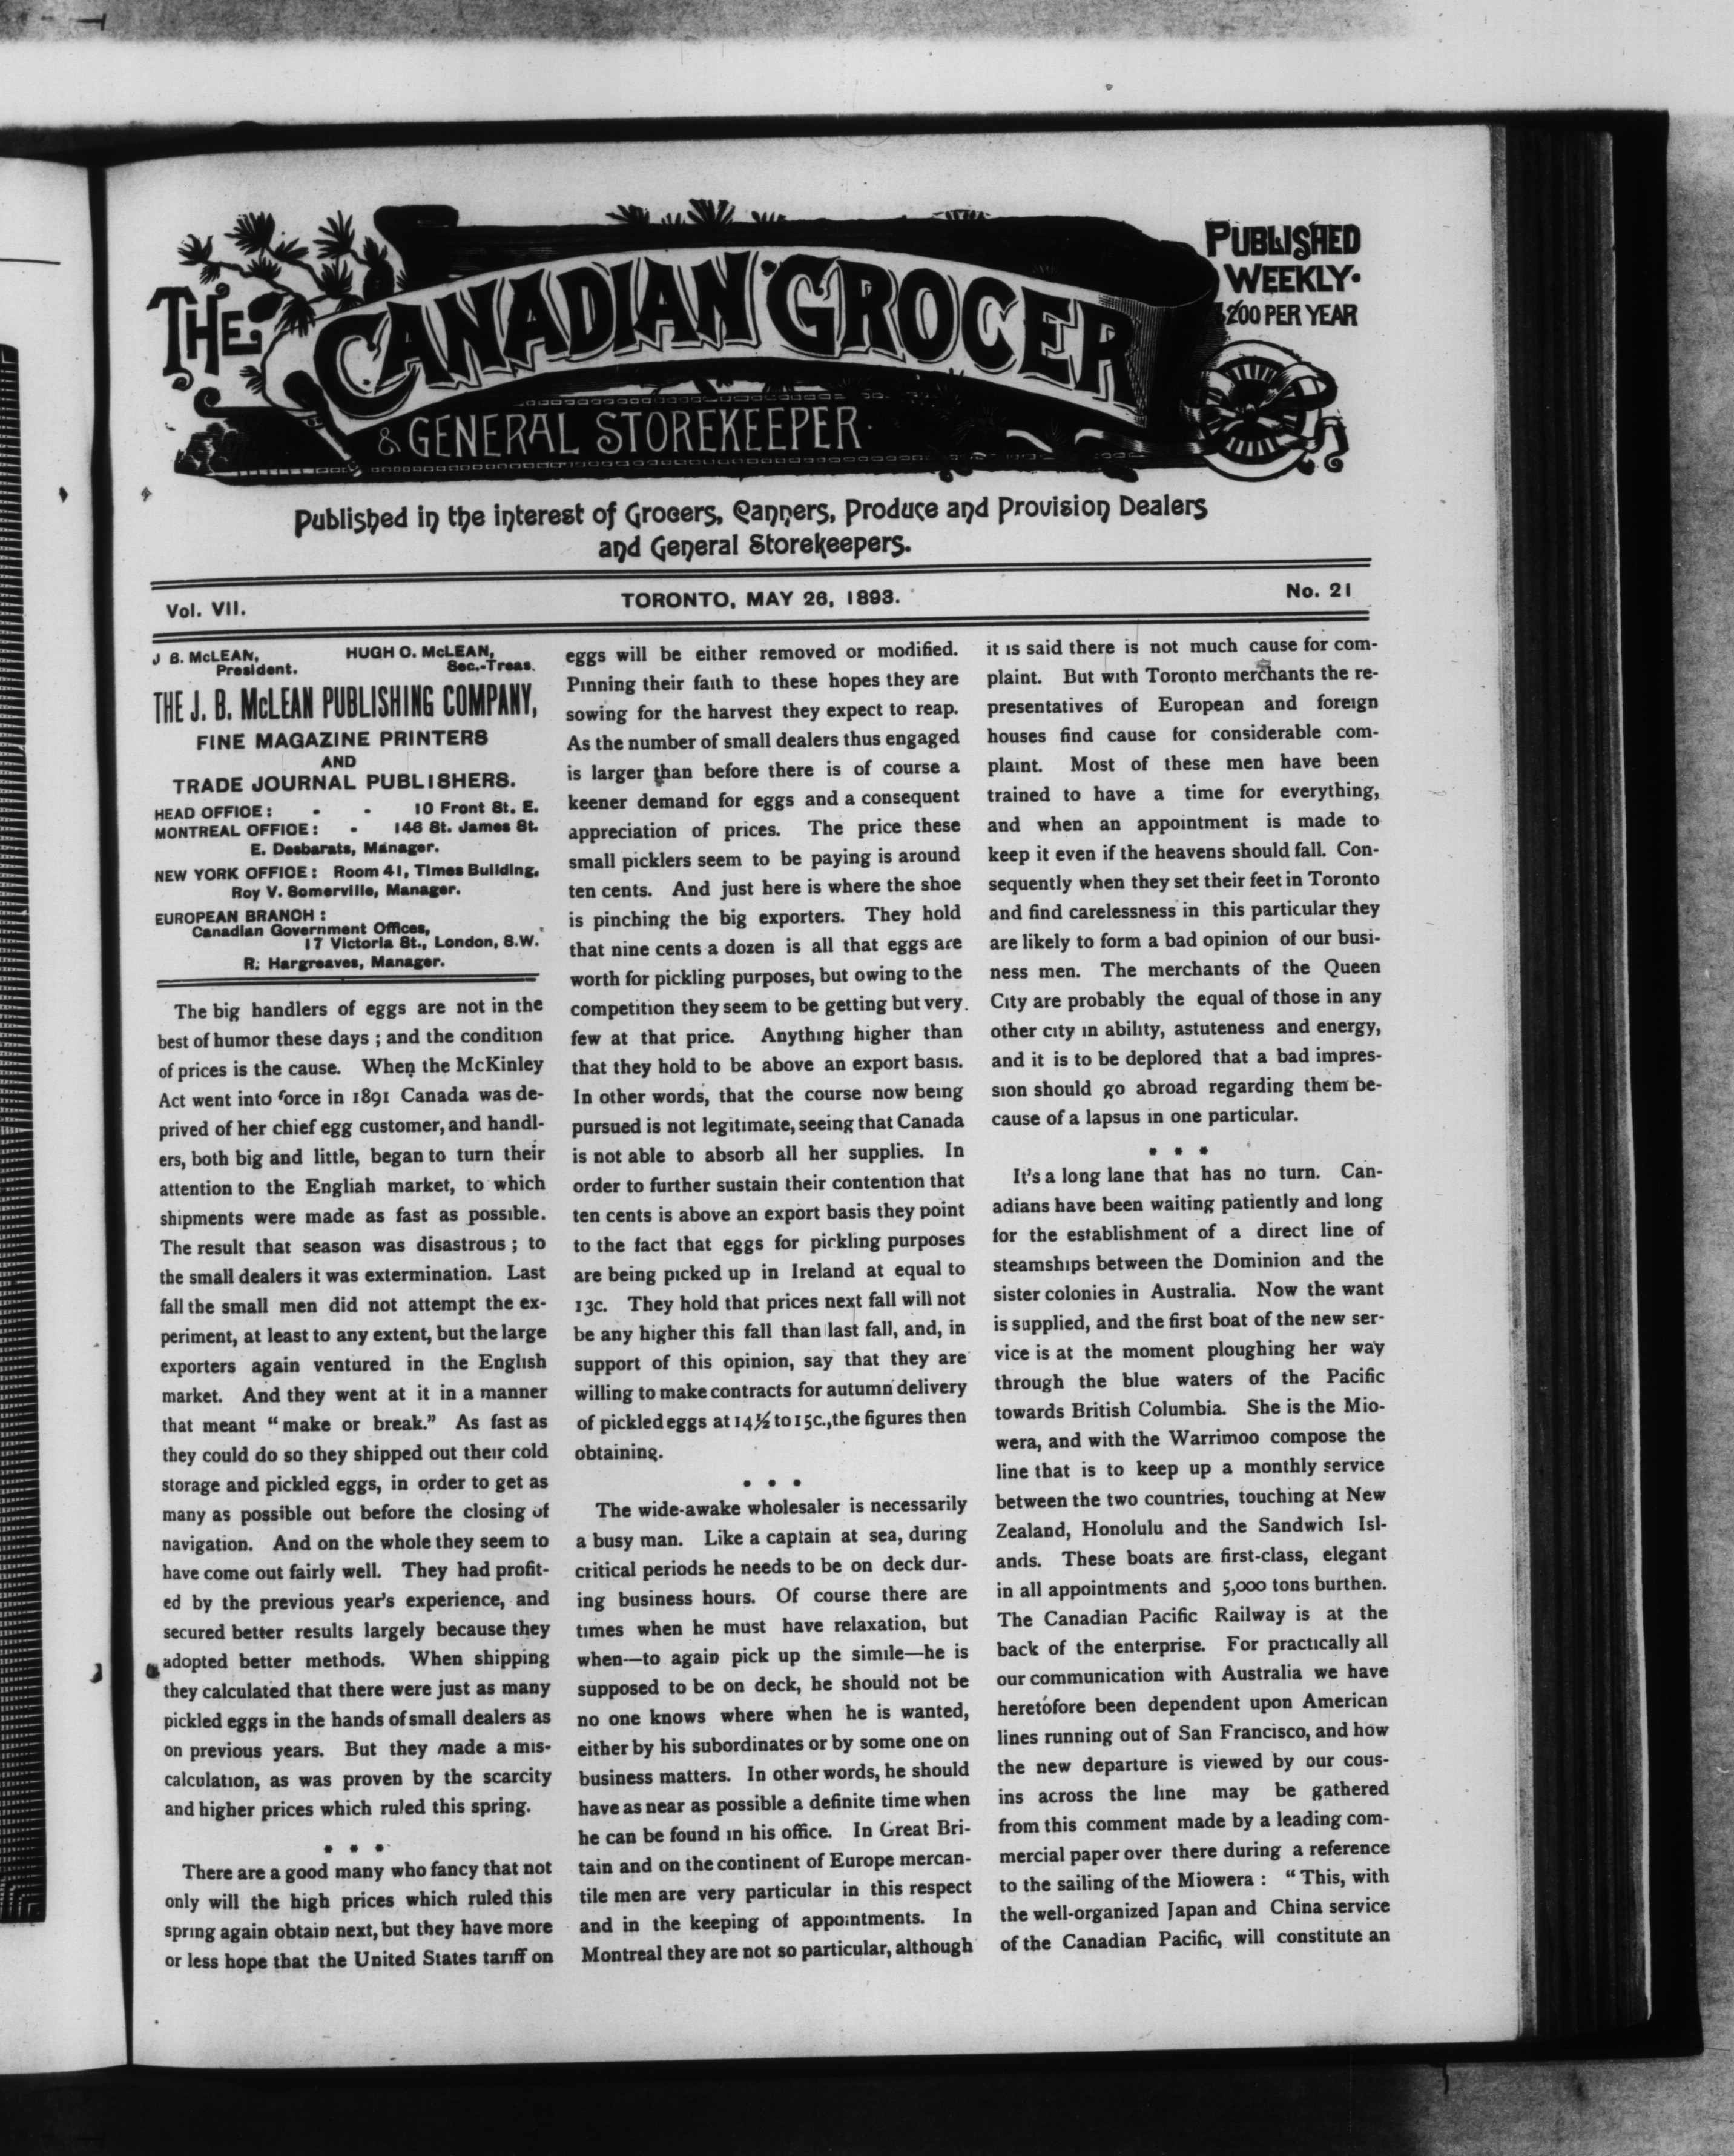 THE CANADIAN GROCER
& GENERAL STOREKEEPER.
PUBLISHED
WEEKLY.
$2.00 PER YEAR
Published in the interest of Grocers, Canners, Produce and Provision Dealers
and General Storekeepers.
Vol. VII. TORONTO, MAY 26, 1893. No. 21
J B. McLEAN, HUGH C. McLEAN,
President. Sec.-Treas.
THE J. B. McLEAN PUBLISHING COMPANY,
FINE MAGAZINE PRINTERS
AND
TRADE JOURNAL PUBLISHERS.
HEAD OFFICE: - - 10 Front St. E.
MONTREAL OFFICE: - 146 St. James St.
E. Desbarats, Manager.
NEW YORK OFFICE: Room 41, Times Building.
Roy V. Somerville, Manager.
EUROPEAN BRANCH:
Canadian Government Offices,
17 Victoria St., London, S.W.
R. Hargreaves, Manager.
The big handlers of eggs are not in the
best of humor these days ; and the condition
of prices is the cause. When the McKinley
Act went into force in 1891 Canada was de-
prived of her chief egg customer, and handl-
ers, both big and little, began to turn their
attention to the Engliah market, to which
shipments were made as fast as possible.
The result that season was disastrous ; to
the small dealers it was extermination. Last
fall the small men did not attempt the ex-
periment, at least to any extent, but the large
exporters again ventured in the English
market. And they went at it in a manner
that meant "make or break." As fast as
they could do so they shipped out their cold
storage and pickled eggs, in order to get as
many as possible out before the closing of
navigation. And on the whole they seem to
have come out fairly well. They had profit-
ed by the previous year's experience, and
secured better results largely because they
adopted better methods. When shipping
they calculated that there were just as many
pickled eggs in the hands of small dealers as
on previous years. But they made a mis-
calculation, as was proven by the scarcity
and higher prices which ruled this spring.
* * *
There are a good many who fancy that not
only will the high prices which ruled this
spring again obtain next, but they have more
or less hope that the United States tariff on
eggs will be either removed or modified.
Pinning their faith to these hopes they are
sowing for the harvest they expect to reap.
As the number of small dealers thus engaged
is larger than before there is of course a
keener demand for eggs and a consequent
appreciation of prices. The price these
small picklers seem to be paying is around
ten cents. And just here is where the shoe
is pinching the big exporters. They hold
that nine cents a dozen is all that eggs are
worth for pickling purposes, but owing to the
competition they seem to be getting but very
few at that price. Anything higher than
that they hold to be above an export basis.
In other words, that the course now being
pursued is not legitimate, seeing that Canada
is not able to absorb all her supplies. In
order to further sustain their contention that
ten cents is above an export basis they point
to the fact that eggs for pickling purposes
are being picked up in Ireland at equal to
13c. They hold that prices next fall will not
be any higher this fall than last fall, and, in
support of this opinion, say that they are
willing to make contracts for autumn delivery
of pickled eggs at 14½ to 15c., the figures then
obtaining.
* * *
The wide-awake wholesaler is necessarily
a busy man. Like a captain at sea, during
critical periods he needs to be on deck dur-
ing business hours. Of course there are
times when he must have relaxation, but
when—to again pick up the simile—he is
supposed to be on deck, he should not be
no one knows where when he is wanted,
either by his subordinates or by some one on
business matters. In other words, he should
have as near as possible a definite time when
he can be found in his office. In Great Bri-
tain and on the continent of Europe mercan-
tile men are very particular in this respect
and in the keeping of appointments. In
Montreal they are not so particular, although
it is said there is not much cause for com-
plaint. But with Toronto merchants the re-
presentatives of European and foreign
houses find cause for considerable com-
plaint. Most of these men have been
trained to have a time for everything,
and when an appointment is made to
keep it even if the heavens should fall. Con-
sequently when they set their feet in Toronto
and find carelessness in this particular they
are likely to form a bad opinion of our busi-
ness men. The merchants of the Queen
City are probably the equal of those in any
other city in ability, astuteness and energy,
and it is to be deplored that a bad impres-
sion should go abroad regarding them be-
cause of a lapsus in one particular.
* * *
It's a long lane that has no turn. Can-
adians have been waiting patiently and long
for the establishment of a direct line of
steamships between the Dominion and the
sister colonies in Australia. Now the want
is supplied, and the first boat of the new ser-
vice is at the moment ploughing her way
through the blue waters of the Pacific
towards British Columbia. She is the Mio-
wera, and with the Warrimoo compose the
line that is to keep up a monthly service
between the two countries, touching at New
Zealand, Honolulu and the Sandwich Isl-
ands. These boats are first-class, elegant
in all appointments and 5,000 tons burthen.
The Canadian Pacific Railway is at the
back of the enterprise. For practically all
our communication with Australia we have
heretofore been dependent upon American
lines running out of San Francisco, and how
the new departure is viewed by our cous-
ins across the line may be gathered
from this comment made by a leading com-
mercial paper over there during a reference
to the sailing of the Miowera : "This, with
the well-organized Japan and China service
of the Canadian Pacific, will constitute an